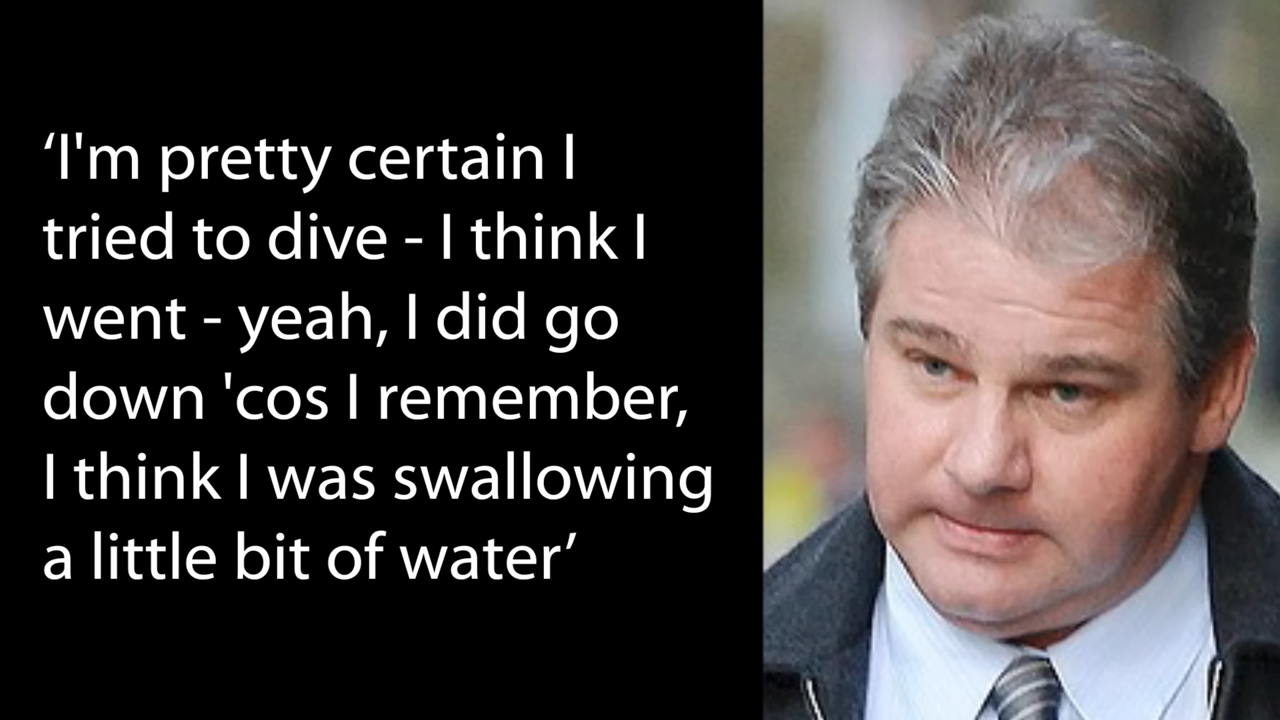 ‘I'm pretty certain I
tried to dive - I think I
went - yeah, I did go
down 'cos I remember,
I think I was swallowing
a little bit of water’